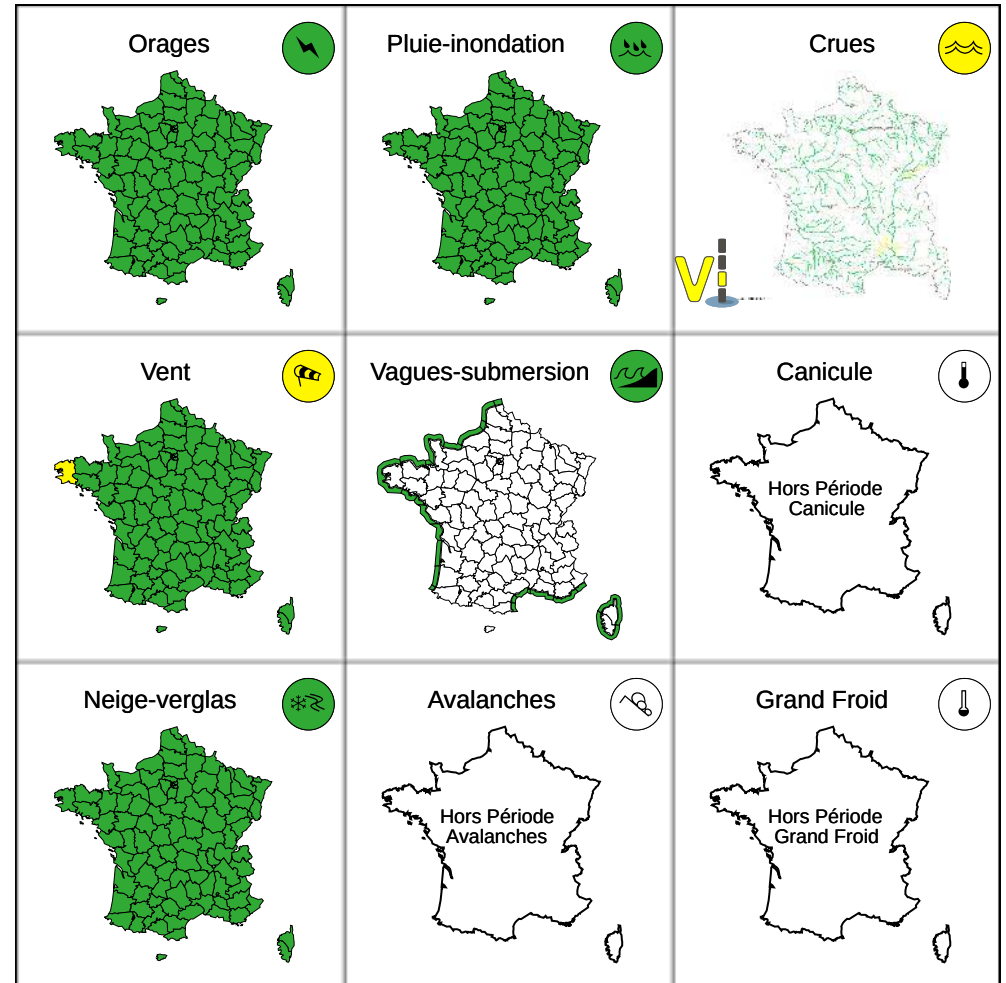 Orages
Pluie-inondation
Crues
Vi
Vent
Vagues-submersion
Canicule
Hors Période
Canicule
Neige-verglas
Avalanches
Hors Période
Avalanches
Grand Froid
Hors Période
Grand Froid